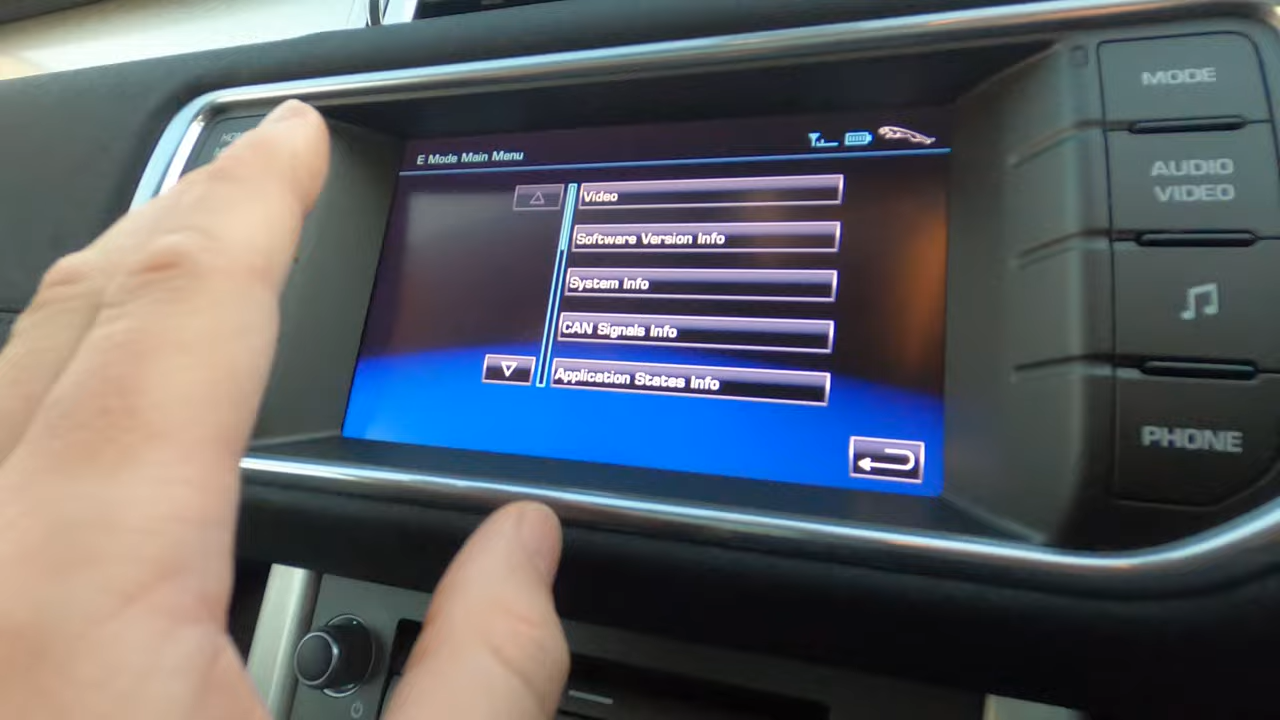 E Mode Main Menu
Video
Software Version Info
System Info
CAN Signals Info
Application States Info
MODE
AUDIO
VIDEO
PHONE